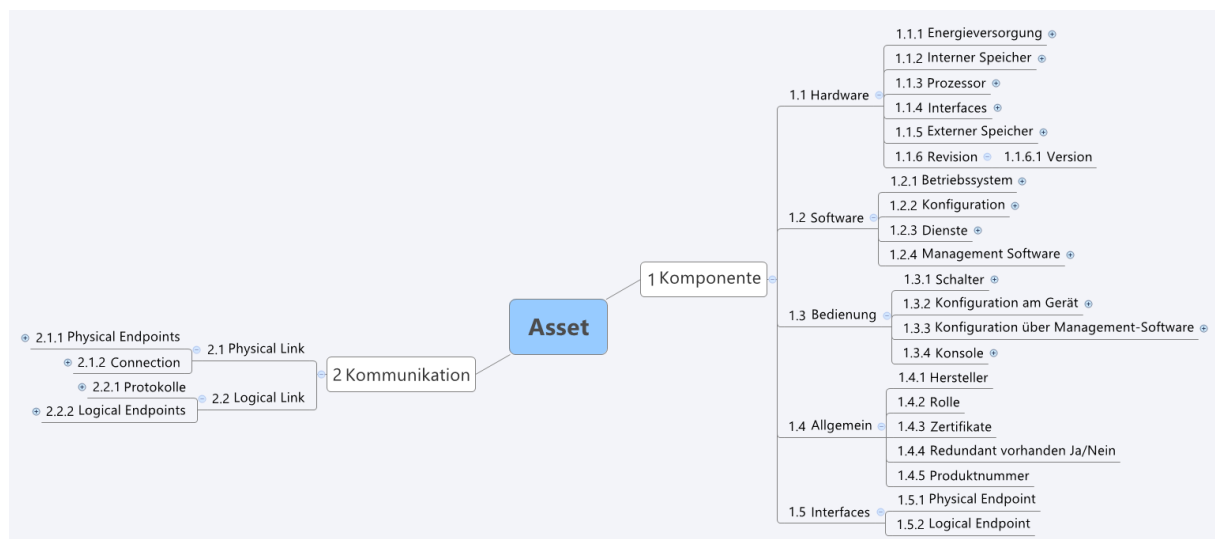 Asset
1 Komponente
1.1 Hardware
1.1.1 Energieversorgung
1.1.2 Interner Speicher
1.1.3 Prozessor
1.1.4 Interfaces
1.1.5 Externer Speicher
1.1.6 Revision
1.1.6.1 Version
1.2 Software
1.2.1 Betriebssystem
1.2.2 Konfiguration
1.2.3 Dienste
1.2.4 Management Software
1.3 Bedienung
1.3.1 Schalter
1.3.2 Konfiguration am Gerät
1.3.3 Konfiguration über Management-Software
1.3.4 Konsole
1.4 Allgemein
1.4.1 Hersteller
1.4.2 Rolle
1.4.3 Zertifikate
1.4.4 Redundant vorhanden Ja/Nein
1.4.5 Produktnummer
1.5 Interfaces
1.5.1 Physical Endpoint
1.5.2 Logical Endpoint
2 Kommunikation
2.1 Physical Link
2.1.1 Physical Endpoints
2.1.2 Connection
2.2 Logical Link
2.2.1 Protokolle
2.2.2 Logical Endpoints